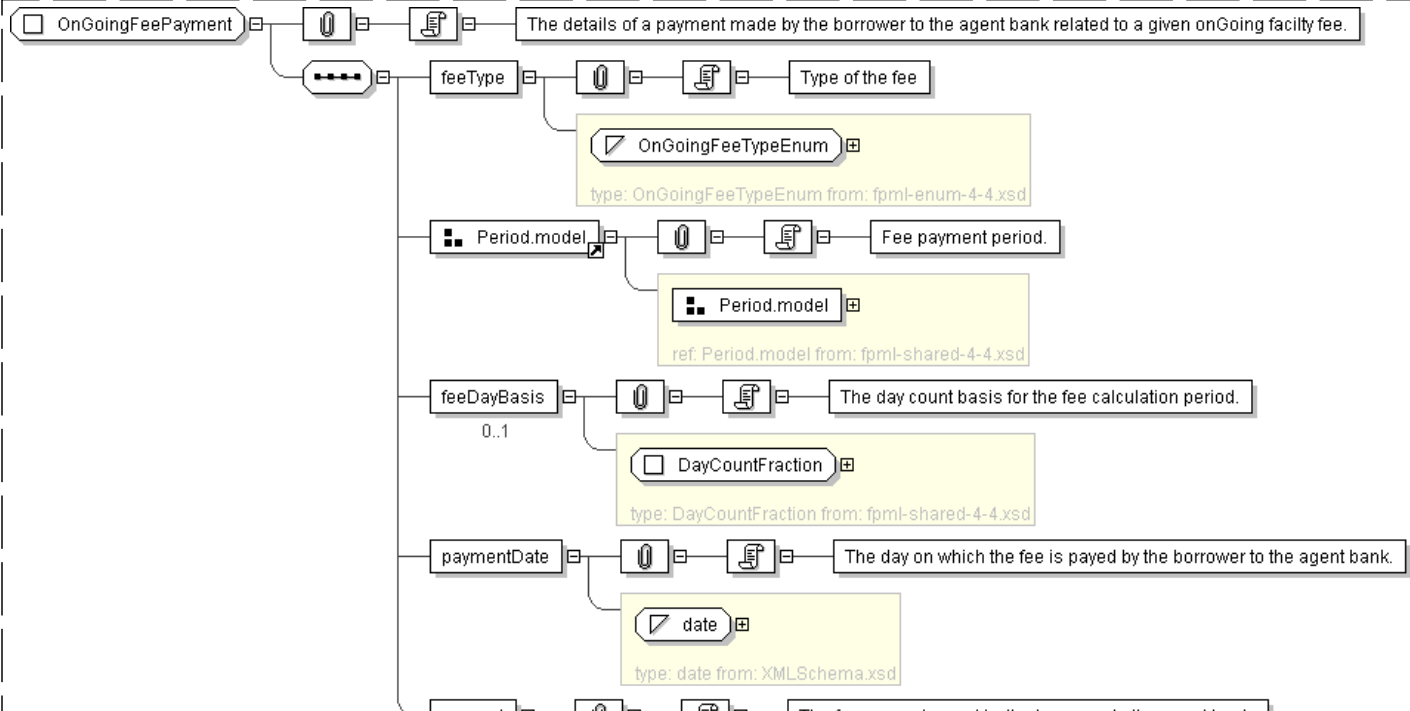 OnGoingFeePayment
The details of a payment made by the borrower to the agent bank related to a given onGoing facilty fee.
feeType
Type of the fee
OnGoingFeeTypeEnum
type: OnGoingFeeTypeEnum from: fpml-enum-4-4.xsd
Period.model
Fee payment period.
Period.model
ref: Period.model from: fpml-shared-4-4.xsd
feeDayBasis
The day count basis for the fee calculation period.
0..1
DayCountFraction
type: DayCountFraction from: fpml-shared-4-4.xsd
paymentDate
The day on which the fee is payed by the borrower to the agent bank.
date
type: date from: XMLSchema.xsd